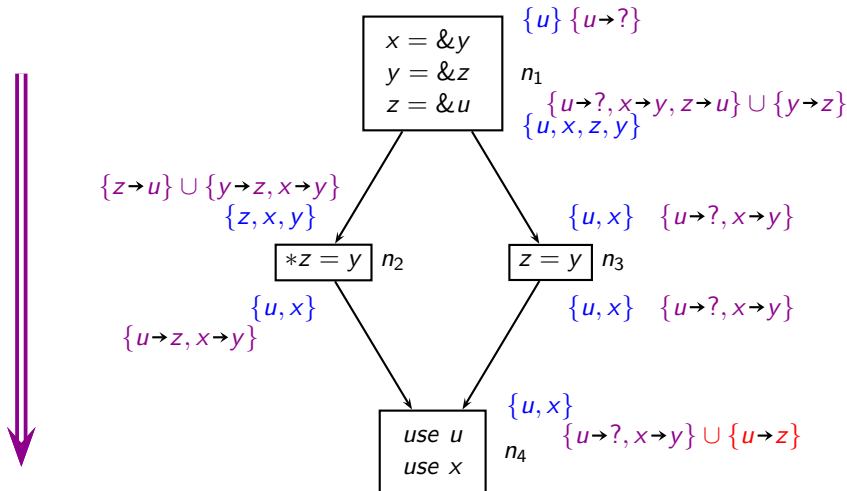 {u} {u→?}
x = &y
y = &z
z = &u
n₁
{u→?, x→y, z→u} ∪ {y→z}
{u, x, z, y}
{z→u} ∪ {y→z, x→y}
{z, x, y}
{u, x} {u→?, x→y}
*z = y n₂
z = y n₃
{u, x}
{u, x} {u→?, x→y}
{u→z, x→y}
{u, x}
use u
use x
n₄
{u→?, x→y} ∪ {u→z}